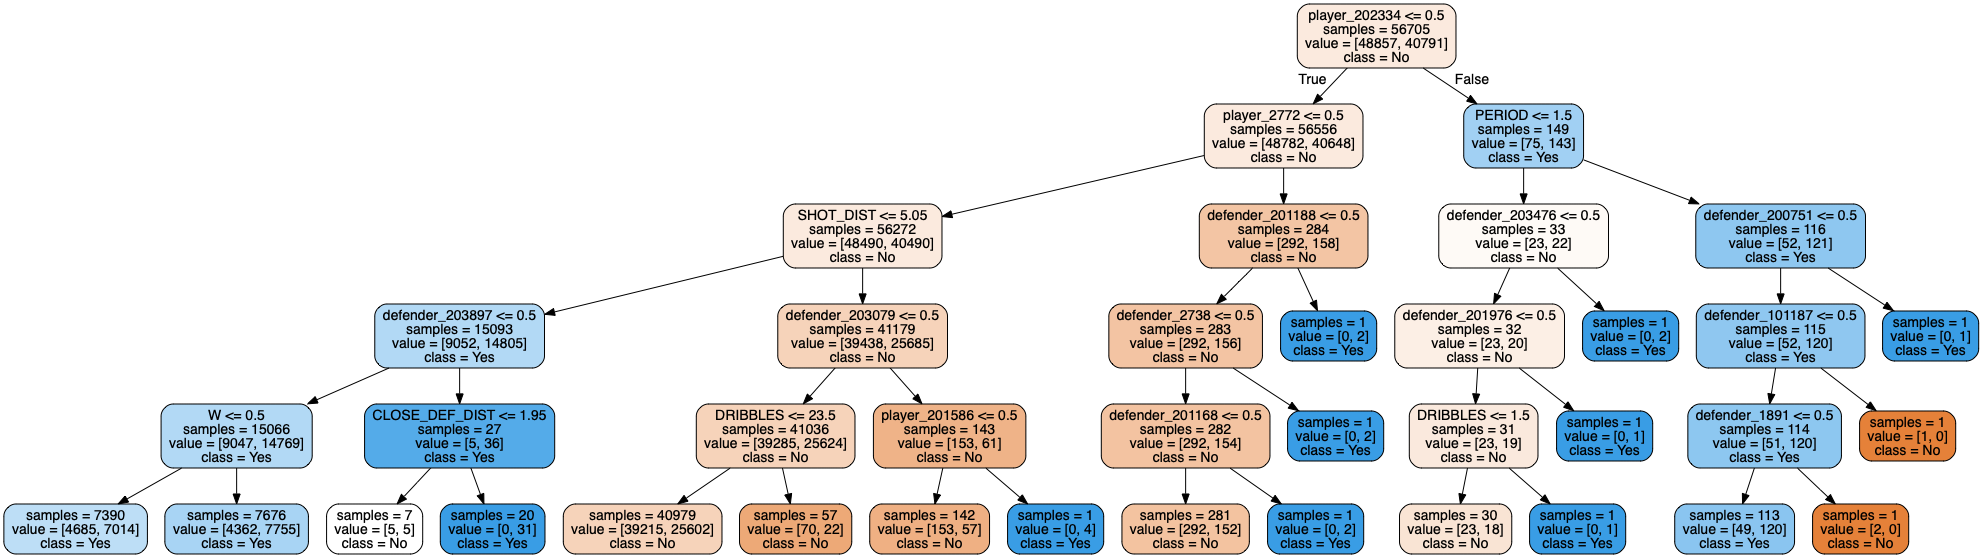 player_202334 <= 0.5
samples = 56705
value = [48857, 40791]
class = No
True
False
player_2772 <= 0.5
samples = 56556
value = [48782, 40648]
class = No
PERIOD <= 1.5
samples = 149
value = [75, 143]
class = Yes
SHOT_DIST <= 5.05
samples = 56272
value = [48490, 40490]
class = No
defender_201188 <= 0.5
samples = 284
value = [292, 158]
class = No
defender_203476 <= 0.5
samples = 33
value = [23, 22]
class = No
defender_200751 <= 0.5
samples = 116
value = [52, 121]
class = Yes
defender_203897 <= 0.5
samples = 15093
value = [9052, 14805]
class = Yes
defender_203079 <= 0.5
samples = 41179
value = [39438, 25685]
class = No
defender_2738 <= 0.5
samples = 283
value = [292, 156]
class = No
samples = 1
value = [0, 2]
class = Yes
defender_201976 <= 0.5
samples = 32
value = [23, 20]
class = No
samples = 1
value = [0, 2]
class = Yes
defender_101187 <= 0.5
samples = 115
value = [52, 120]
class = Yes
samples = 1
value = [0, 1]
class = Yes
W <= 0.5
samples = 15066
value = [9047, 14769]
class = Yes
CLOSE_DEF_DIST <= 1.95
samples = 27
value = [5, 36]
class = Yes
DRIBBLES <= 23.5
samples = 41036
value = [39285, 25624]
class = No
player_201586 <= 0.5
samples = 143
value = [153, 61]
class = No
defender_201168 <= 0.5
samples = 282
value = [292, 154]
class = No
samples = 1
value = [0, 2]
class = Yes
DRIBBLES <= 1.5
samples = 31
value = [23, 19]
class = No
samples = 1
value = [0, 1]
class = Yes
defender_1891 <= 0.5
samples = 114
value = [51, 120]
class = Yes
samples = 1
value = [1, 0]
class = No
samples = 7390
value = [4685, 7014]
class = Yes
samples = 7676
value = [4362, 7755]
class = Yes
samples = 7
value = [5, 5]
class = No
samples = 20
value = [0, 31]
class = Yes
samples = 40979
value = [39215, 25602]
class = No
samples = 57
value = [70, 22]
class = No
samples = 142
value = [153, 57]
class = No
samples = 1
value = [0, 4]
class = Yes
samples = 281
value = [292, 152]
class = No
samples = 1
value = [0, 2]
class = Yes
samples = 30
value = [23, 18]
class = No
samples = 1
value = [0, 1]
class = Yes
samples = 113
value = [49, 120]
class = Yes
samples = 1
value = [2, 0]
class = No